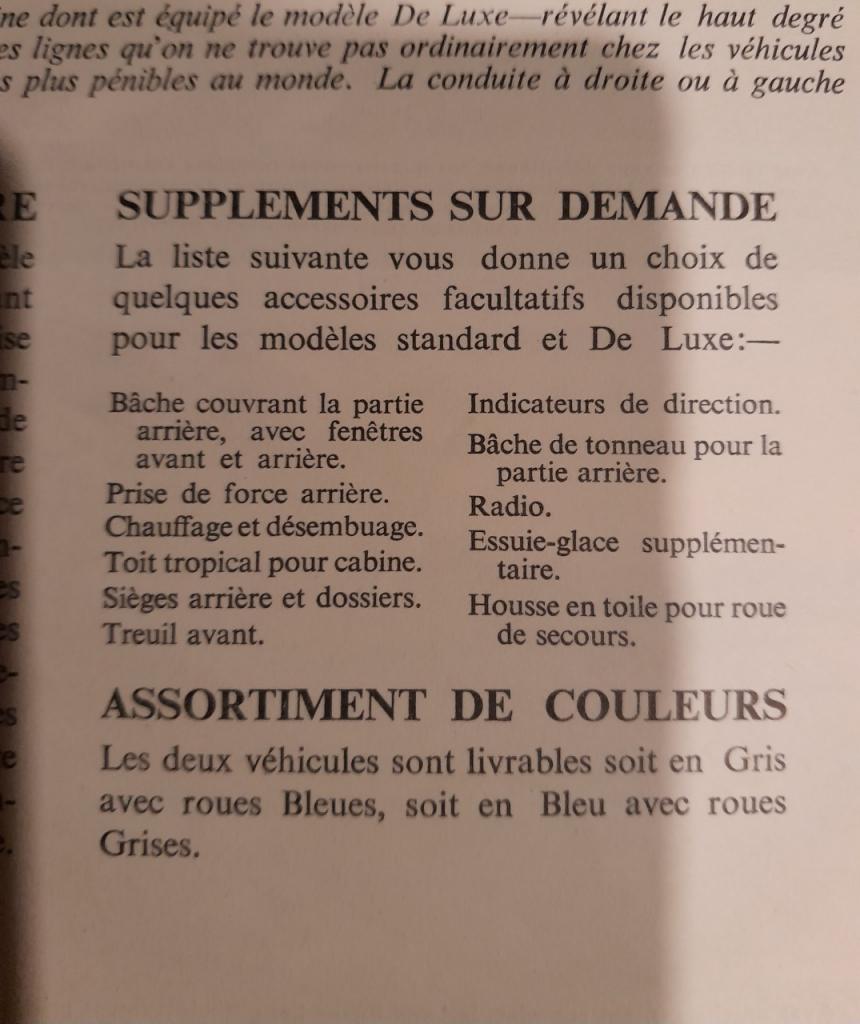 dont est équipé le modèle De Luxe—révélant le haut degré
lignes qu'on ne trouve pas ordinairement chez les véhicules
plus pénibles au monde. La conduite à droite ou à gauche
SUPPLEMENTS SUR DEMANDE
La liste suivante vous donne un choix de
quelques accessoires facultatifs disponibles
pour les modèles standard et De Luxe:—
Bâche couvrant la partie
arrière, avec fenêtres
avant et arrière.
Prise de force arrière.
Chauffage et désembuage.
Toit tropical pour cabine.
Sièges arrière et dossiers.
Treuil avant.
Indicateurs de direction.
Bâche de tonneau pour la
partie arrière.
Radio.
Essuie-glace supplémen-
taire.
Housse en toile pour roue
de secours.
ASSORTIMENT DE COULEURS
Les deux véhicules sont livrables soit en Gris
avec roues Bleues, soit en Bleu avec roues
Grises.